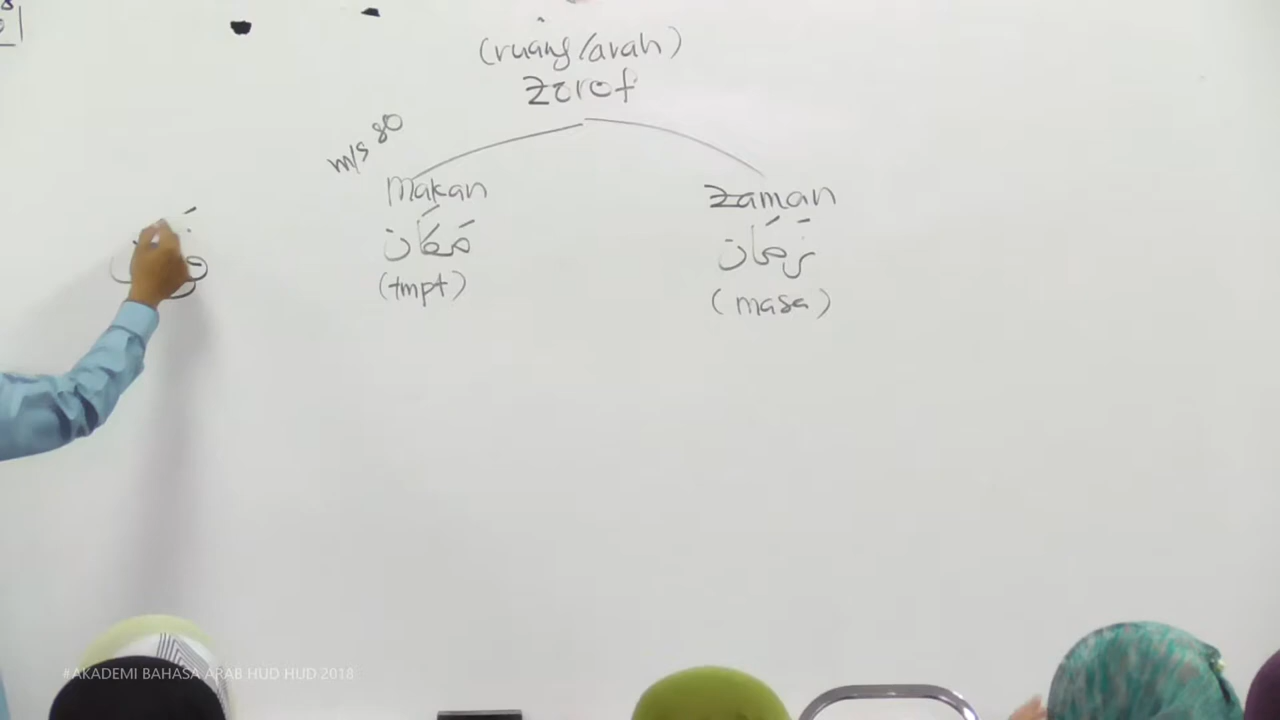 (ruang/arah)
zorof
m/s 80
Makan
Zaman
مَكَان
زَمَان
(tmpt)
(masa)
#AKADEMI BAHASA ARAB HUD HUD 2018